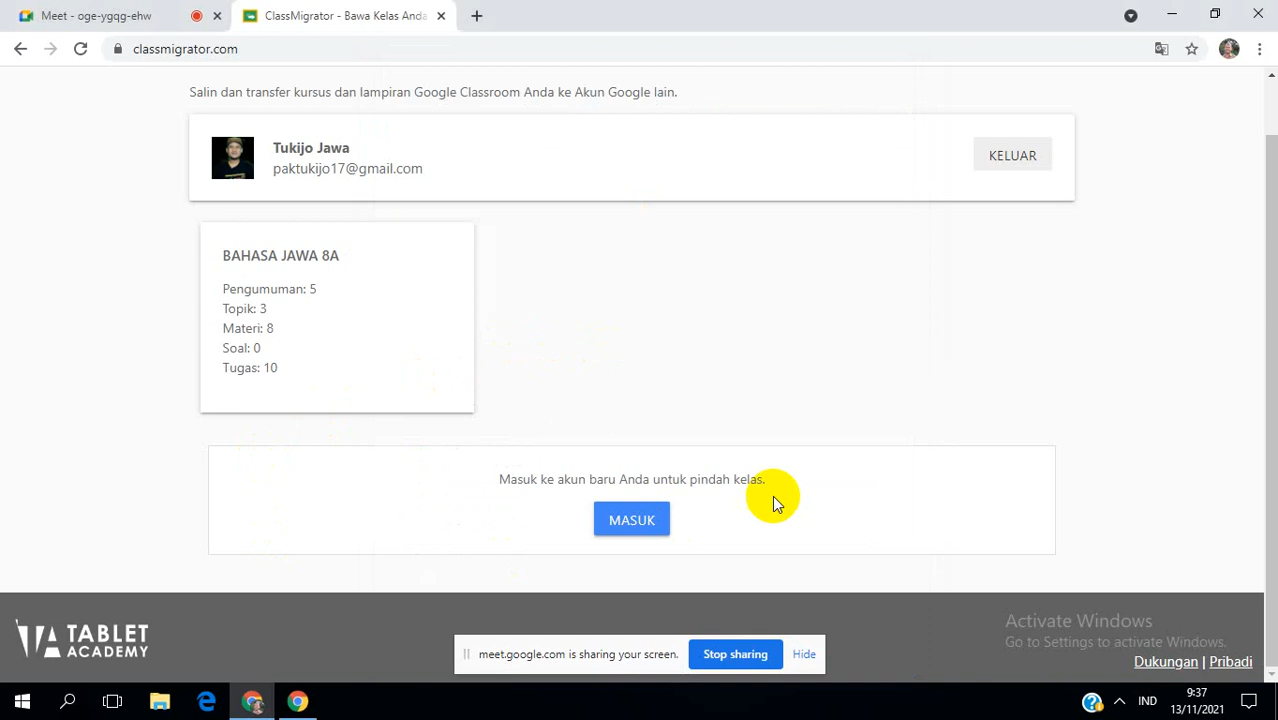 Meet - oge-ygqg-ehw
ClassMigrator - Bawa Kelas Anda
classmigrator.com
Salin dan transfer kursus dan lampiran Google Classroom Anda ke Akun Google lain.
Tukijo Jawa
paktukijo17@gmail.com
KELUAR
BAHASA JAWA 8A
Pengumuman: 5
Topik: 3
Materi: 8
Soal: 0
Tugas: 10
Masuk ke akun baru Anda untuk pindah kelas.
MASUK
TABLET
ACADEMY
Activate Windows
Go to Settings to activate Windows.
Dukungan | Pribadi
meet.google.com is sharing your screen.
Stop sharing
Hide
IND
9:37
13/11/2021